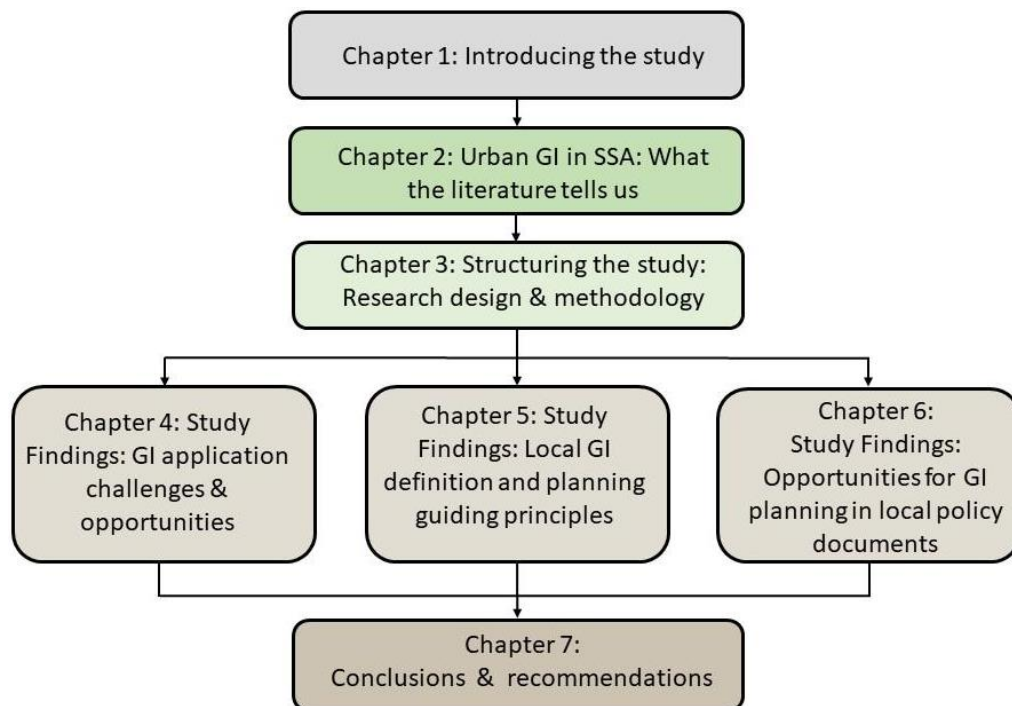 Chapter 1: Introducing the study
Chapter 2: Urban GI in SSA: What
the literature tells us
Chapter 3: Structuring the study:
Research design & methodology
Chapter 4: Study
Findings: GI application
challenges &
opportunities
Chapter 5: Study
Findings: Local GI
definition and planning
guiding principles
Chapter 6:
Study Findings:
Opportunities for GI
planning in local policy
documents
Chapter 7:
Conclusions & recommendations